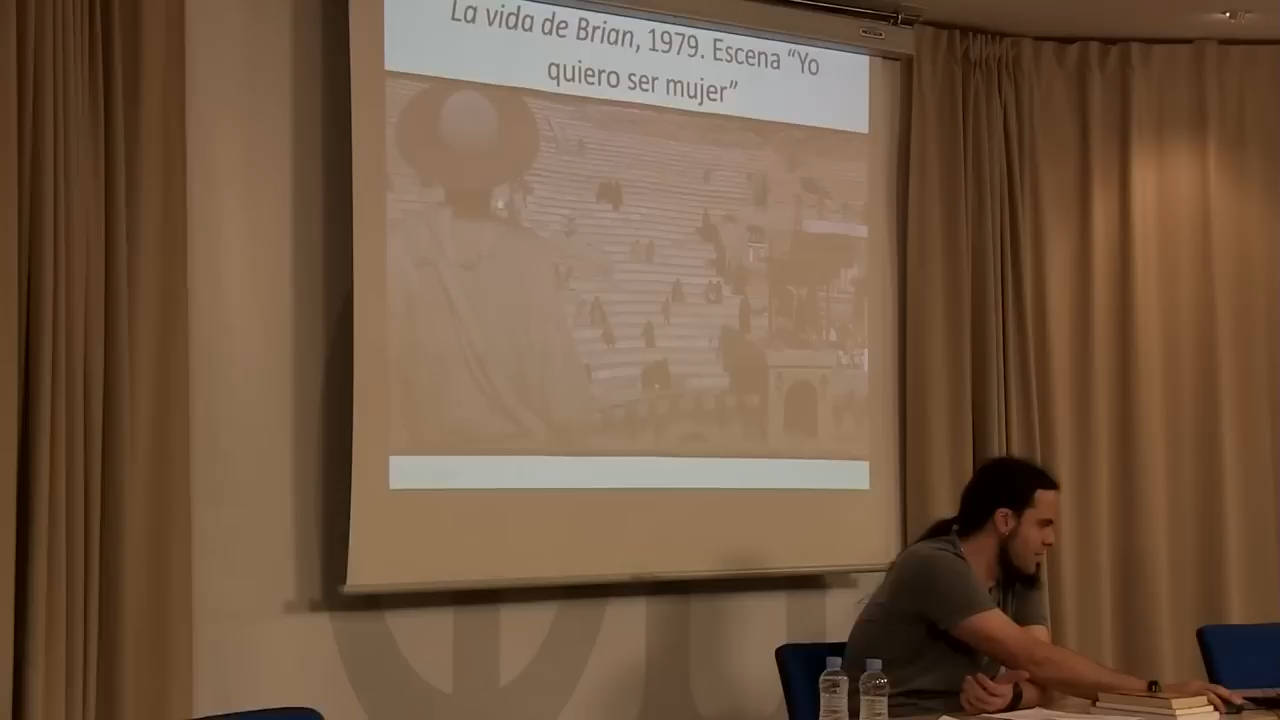 La vida de Brian, 1979. Escena “Yo
quiero ser mujer”